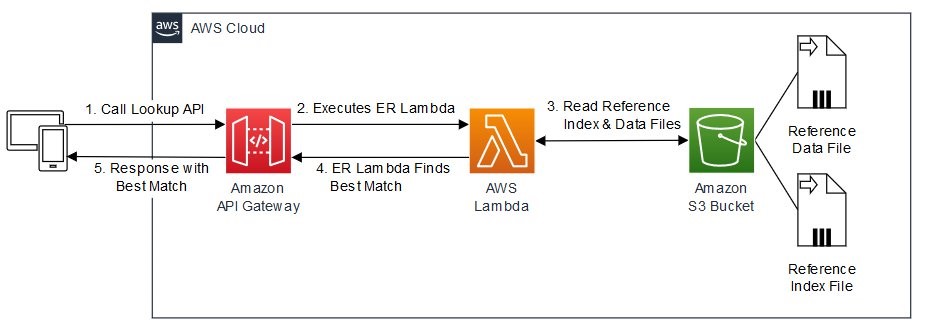 aws
AWS Cloud
1. Call Lookup API
2. Executes ER Lambda
3. Read Reference
Index & Data Files
5. Response with
Best Match
4. ER Lambda Finds
Best Match
Amazon
API Gateway
AWS
Lambda
Amazon
S3 Bucket
Reference
Data File
Reference
Index File